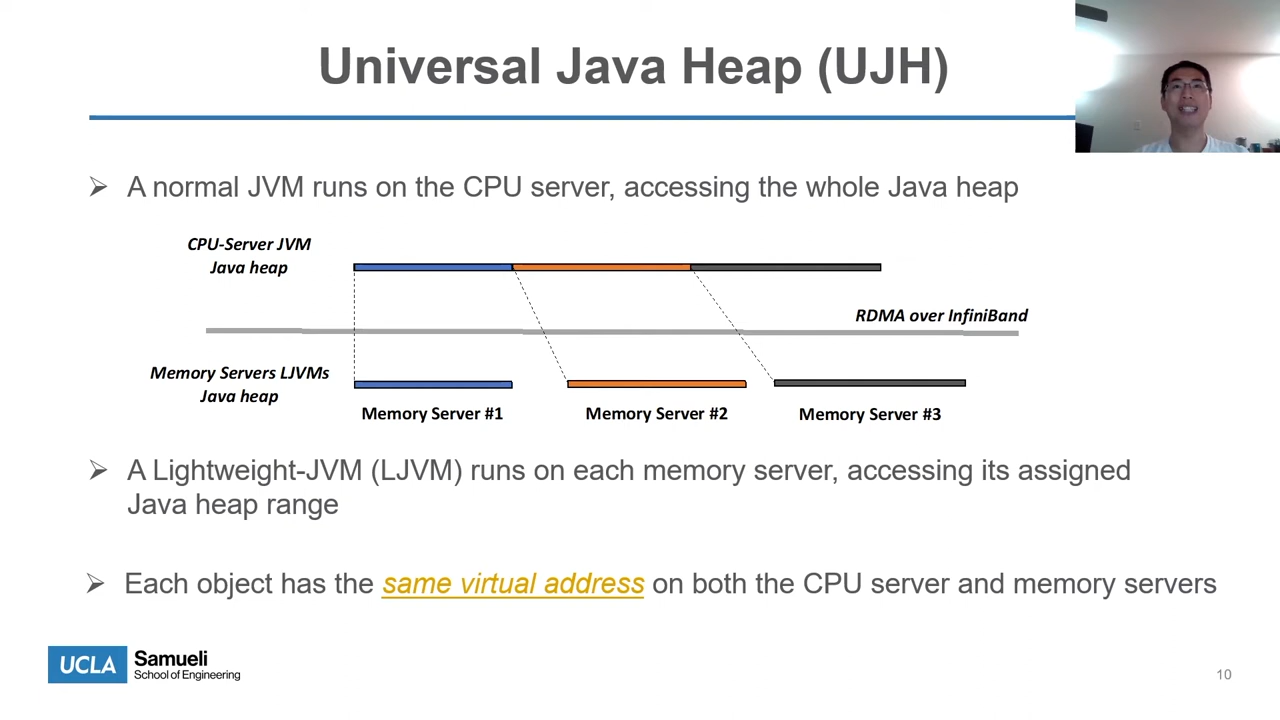 Universal Java Heap (UJH)
➢ A normal JVM runs on the CPU server, accessing the whole Java heap
CPU-Server JVM
Java heap
RDMA over InfiniBand
Memory Servers LJVMs
Java heap
Memory Server #1
Memory Server #2
Memory Server #3
➢ A Lightweight-JVM (LJVM) runs on each memory server, accessing its assigned
Java heap range
➢ Each object has the same virtual address on both the CPU server and memory servers
UCLA
Samueli
School of Engineering
10